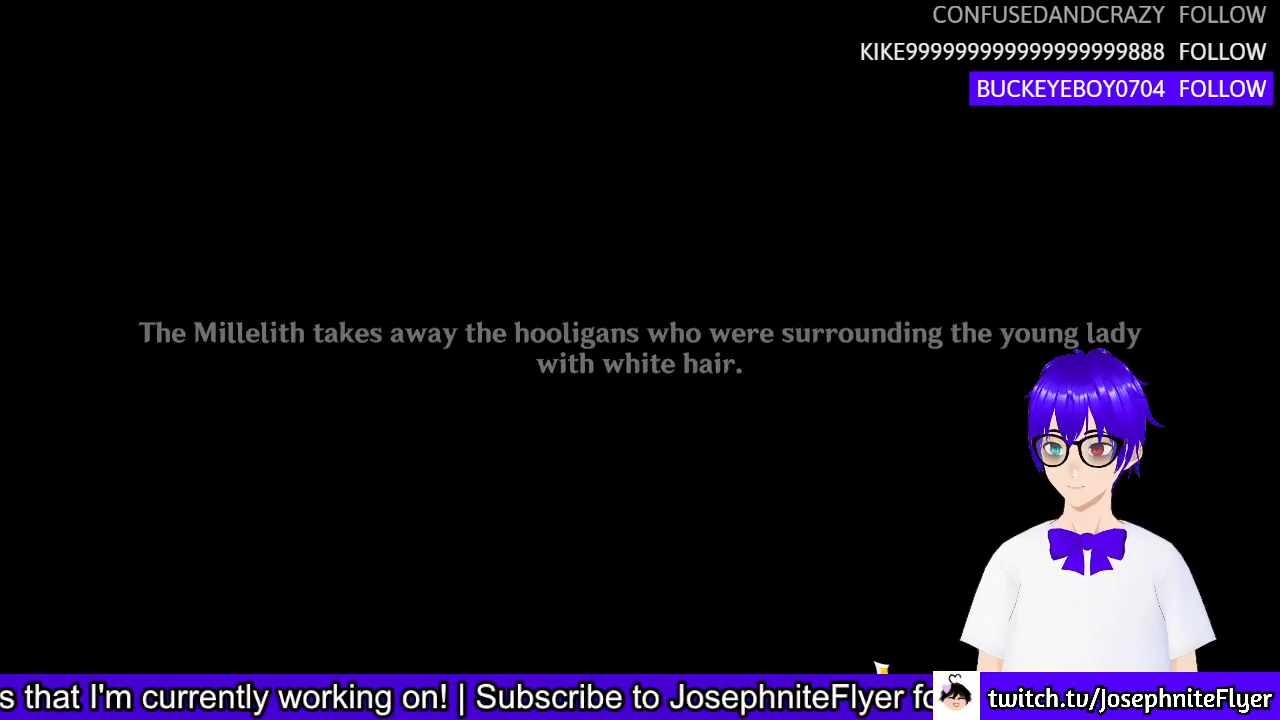 CONFUSEDANDCRAZY FOLLOW
KIKE99999999999999999999888 FOLLOW
BUCKEYEBOY0704 FOLLOW
The Millelith takes away the hooligans who were surrounding the young lady
with white hair.
s that I'm currently working on! | Subscribe to JosephniteFlyer fo
twitch.tv/JosephniteFlyer